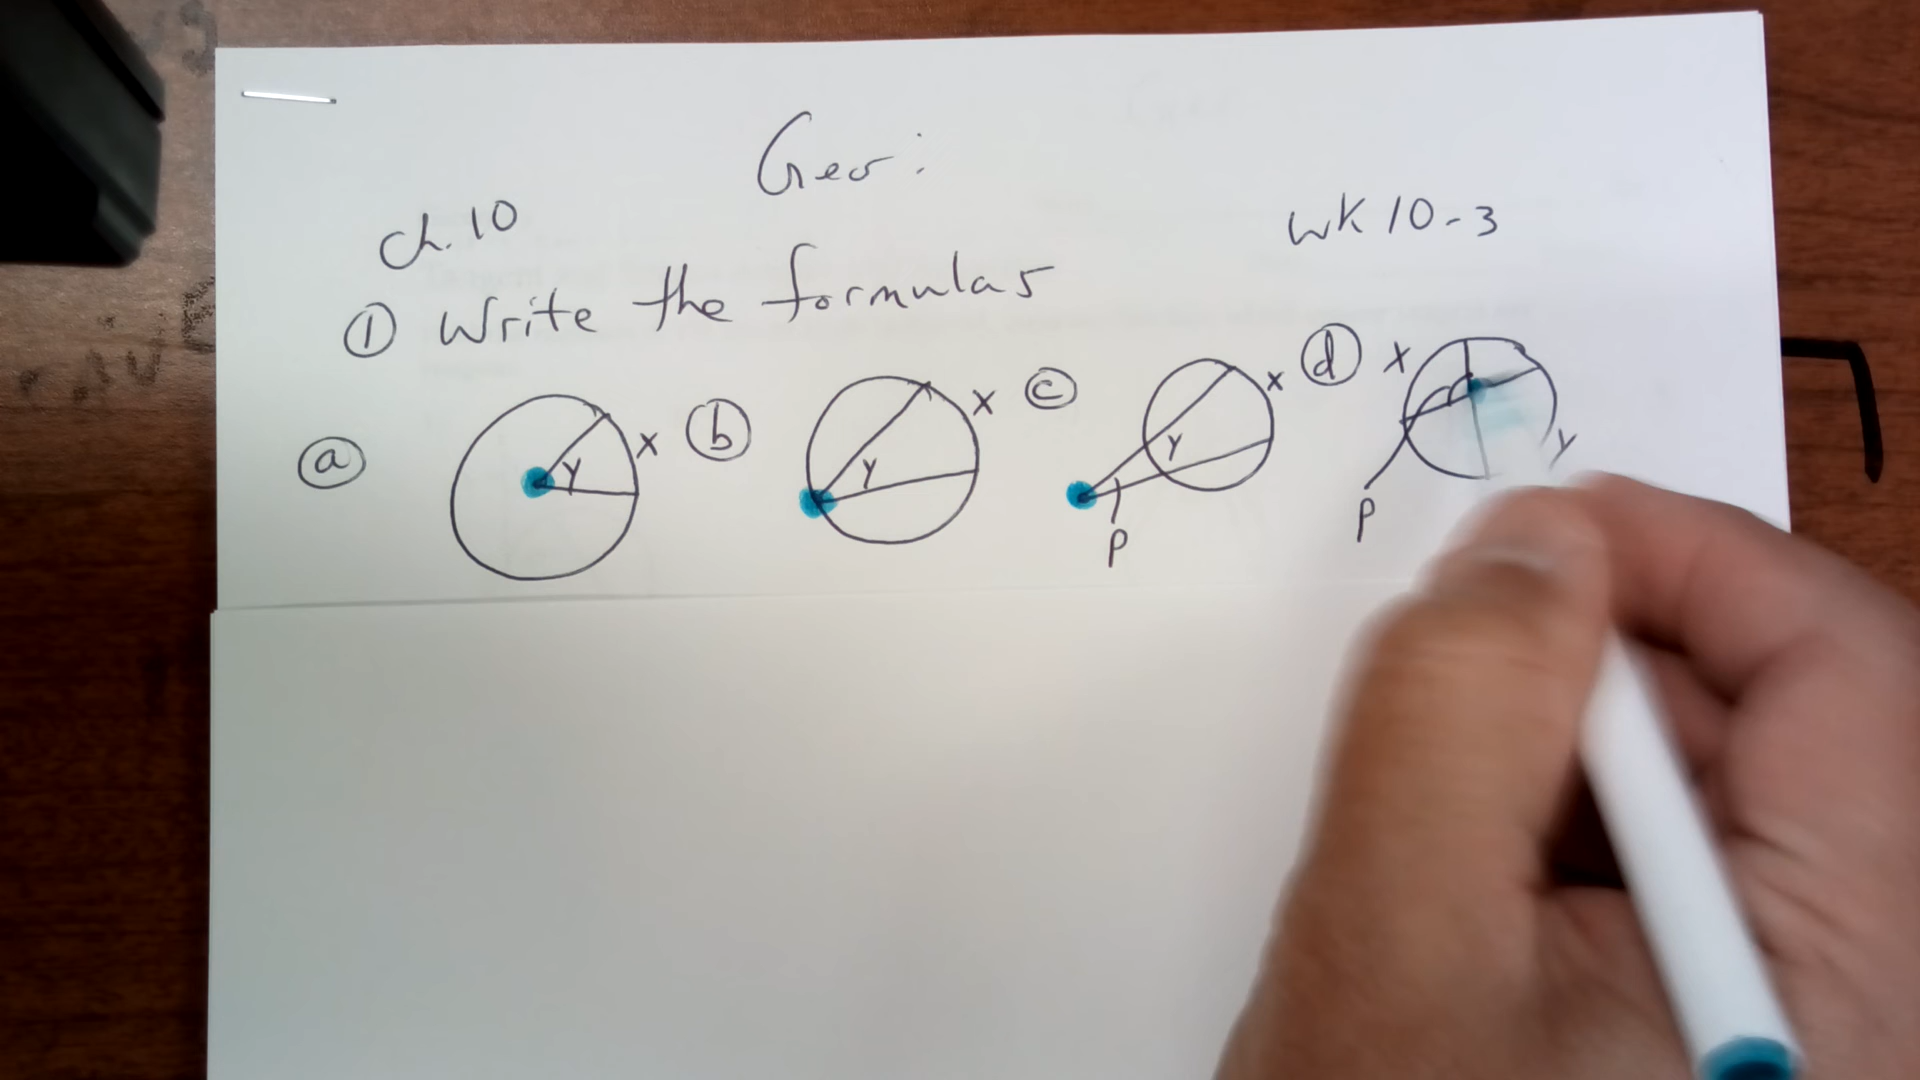 Geo:
Ch. 10
WK 10-3
① Write the formulas
ⓐ Y X
ⓑ Y X
ⓒ Y X P
ⓓ X Y P